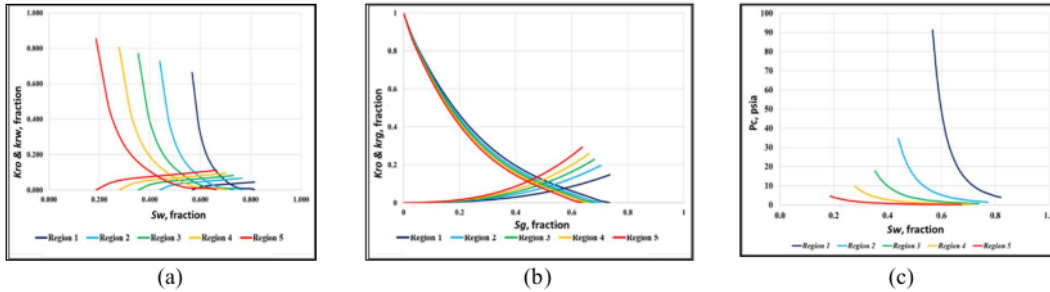 Kro & krw, fraction
1.000
0.800
0.600
0.400
0.200
0.000
0.000 0.200 0.400 0.600 0.800 1.000
Sw, fraction
Region 1 Region 2 Region 3 Region 4 Region 5
(a)
Kro & krg, fraction
1
0.8
0.6
0.4
0.2
0
0 0.2 0.4 0.6 0.8 1
Sg, fraction
Region 1 Region 2 Region 3 Region 4 Region 5
(b)
Pc, psia
100
90
80
70
60
50
40
30
20
10
0
0.0 0.2 0.4 0.6 0.8
Sw, fraction
Region 1 Region 2 Region 3 Region 4 Region 5
(c)